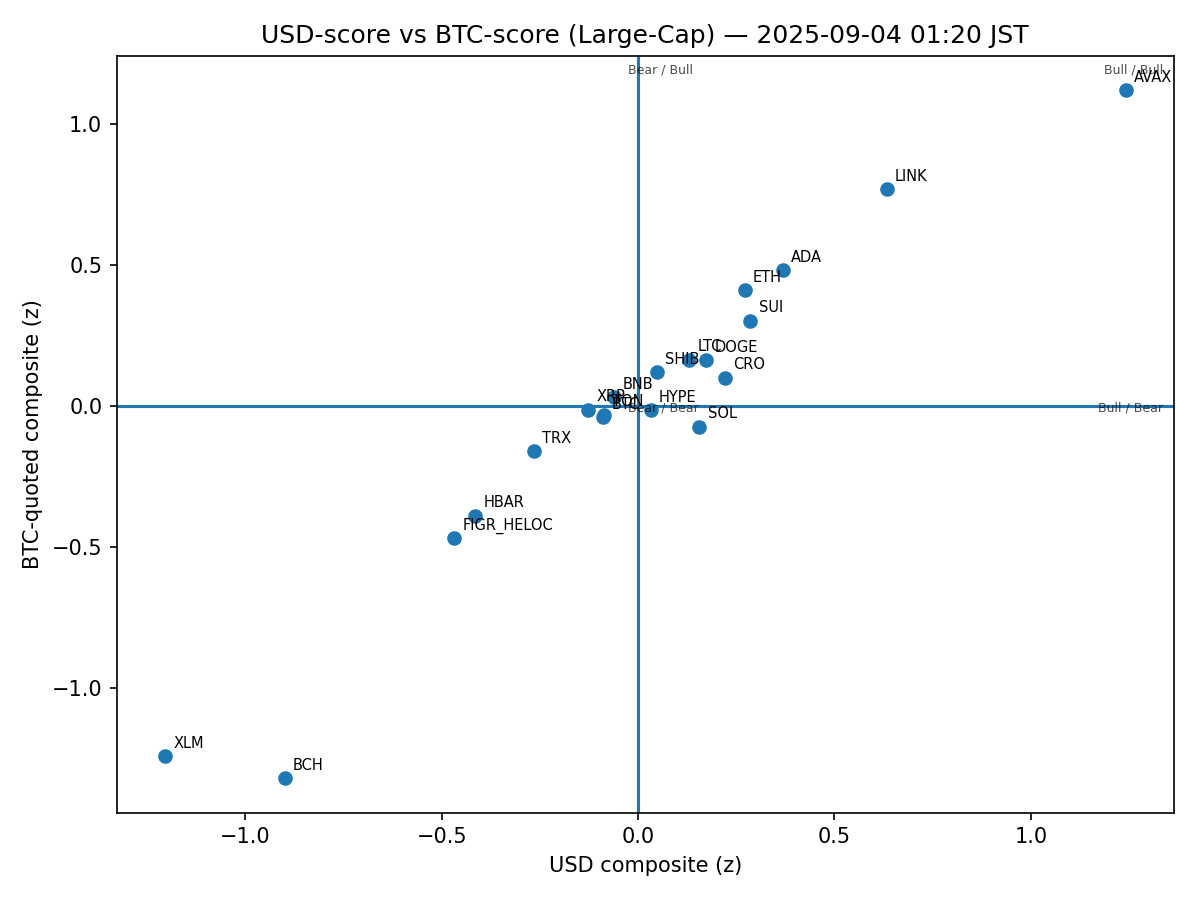 USD-score vs BTC-score (Large-Cap) — 2025-09-04 01:20 JST
Bear / Bull
Bull / Bull
AVAX
1.0
LINK
ADA
0.5
ETH
SUI
LTC
DOGE
SHIB
CRO
BNB
XRP
HYPE
TON
BTC
0.0
Bear / Bear
Bull / Bear
SOL
TRX
HBAR
FIGR_HELOC
−0.5
−1.0
XLM
BCH
−1.0
−0.5
0.0
0.5
1.0
USD composite (z)
BTC-quoted composite (z)